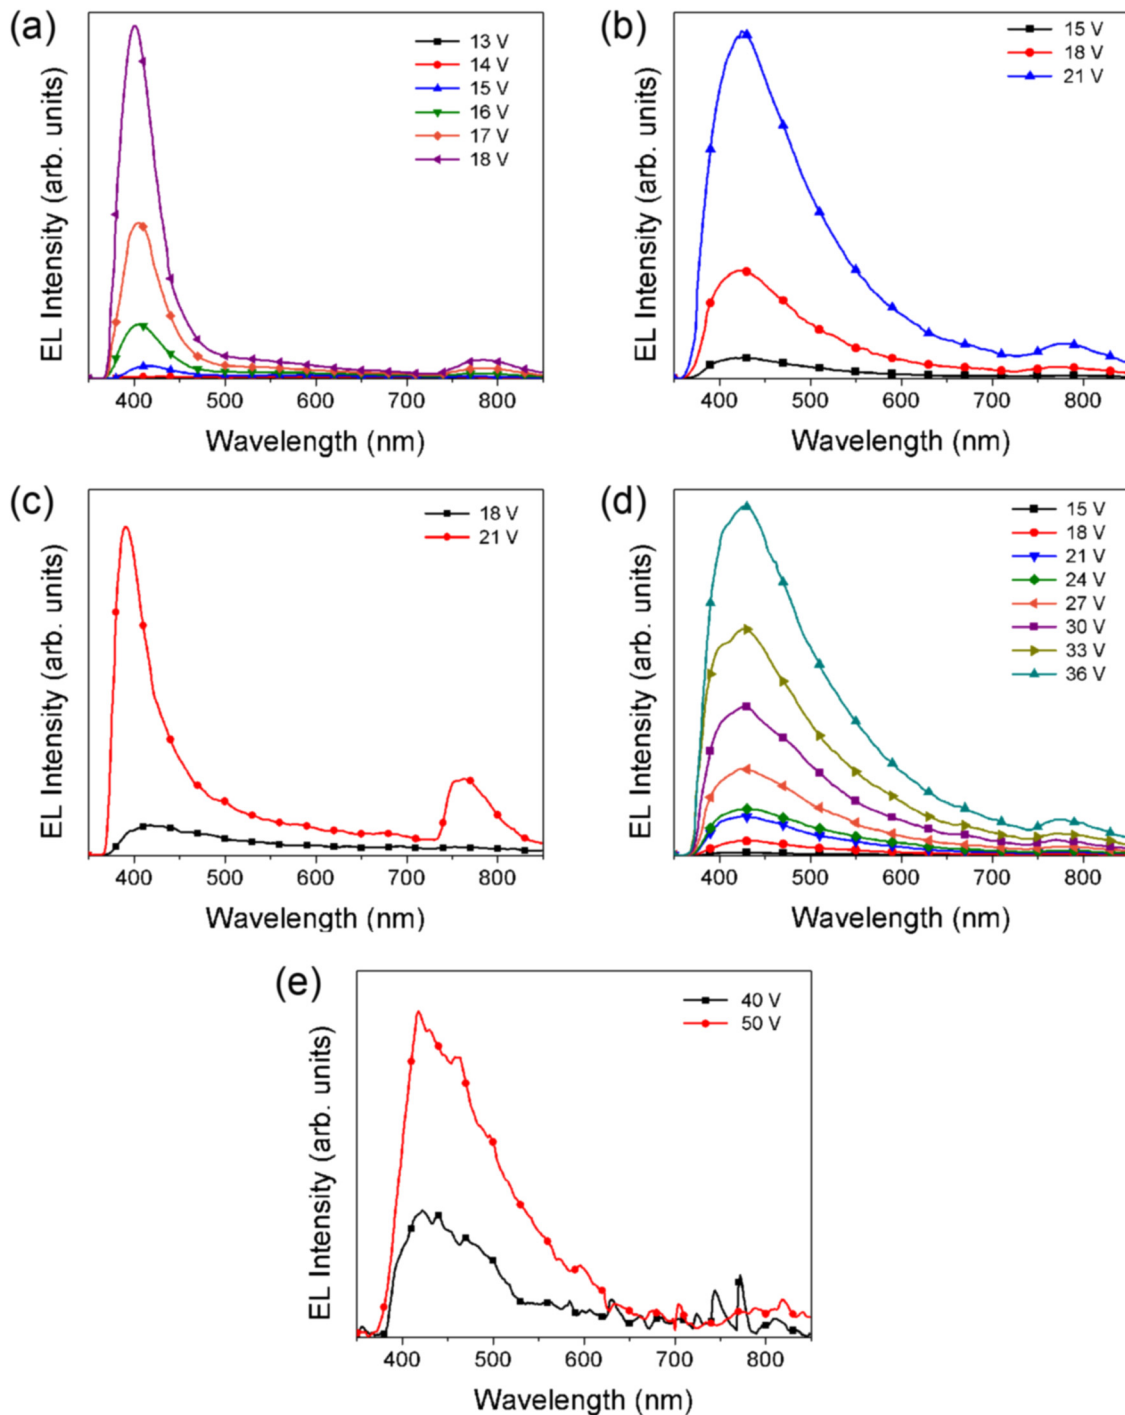 (a)
13 V
14 V
15 V
16 V
17 V
18 V
EL Intensity (arb. units)
400 500 600 700 800
Wavelength (nm)
(b)
15 V
18 V
21 V
EL Intensity (arb. units)
400 500 600 700 800
Wavelength (nm)
(c)
18 V
21 V
EL Intensity (arb. units)
400 500 600 700 800
Wavelength (nm)
(d)
15 V
18 V
21 V
24 V
27 V
30 V
33 V
36 V
EL Intensity (arb. units)
400 500 600 700 800
Wavelength (nm)
(e)
40 V
50 V
EL Intensity (arb. units)
400 500 600 700 800
Wavelength (nm)